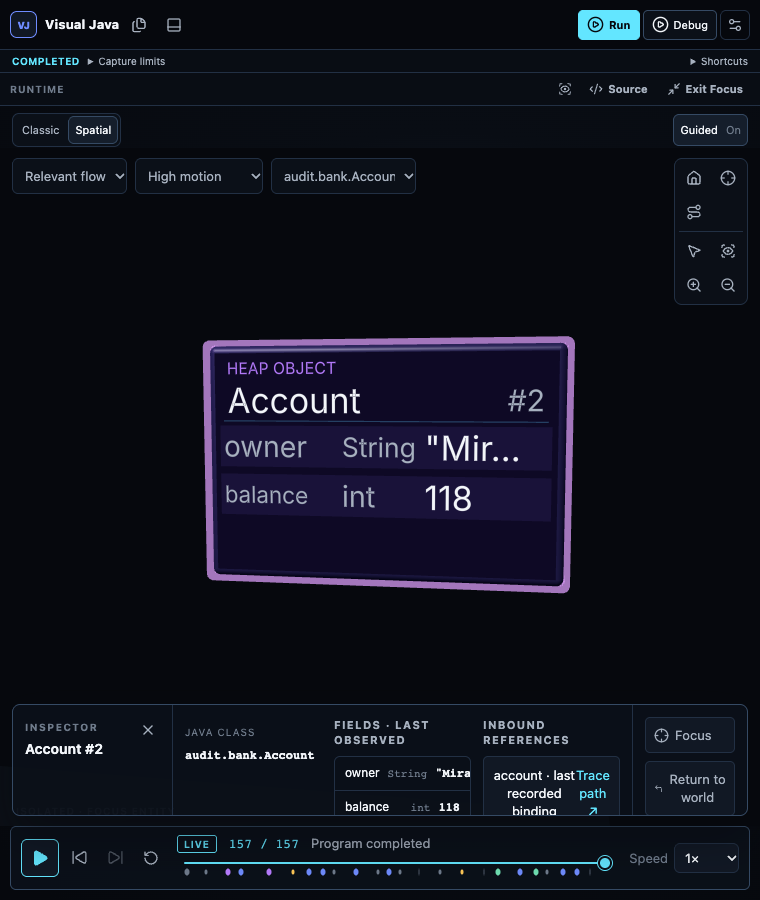 VJ Visual Java Run Debug
COMPLETED Capture limits Shortcuts
RUNTIME Source Exit Focus
Classic Spatial Guided On
Relevant flow High motion audit.bank.Accoun
HEAP OBJECT
Account #2
owner String "Mir...
balance int 118
INSPECTOR
Account #2
JAVA CLASS
audit.bank.Account
FIELDS · LAST
OBSERVED
owner String "Mira
balance int 118
INBOUND
REFERENCES
account · last
recorded
binding
Trace
path
↗
Focus
Return to
world
LIVE 157 / 157 Program completed
Speed 1×